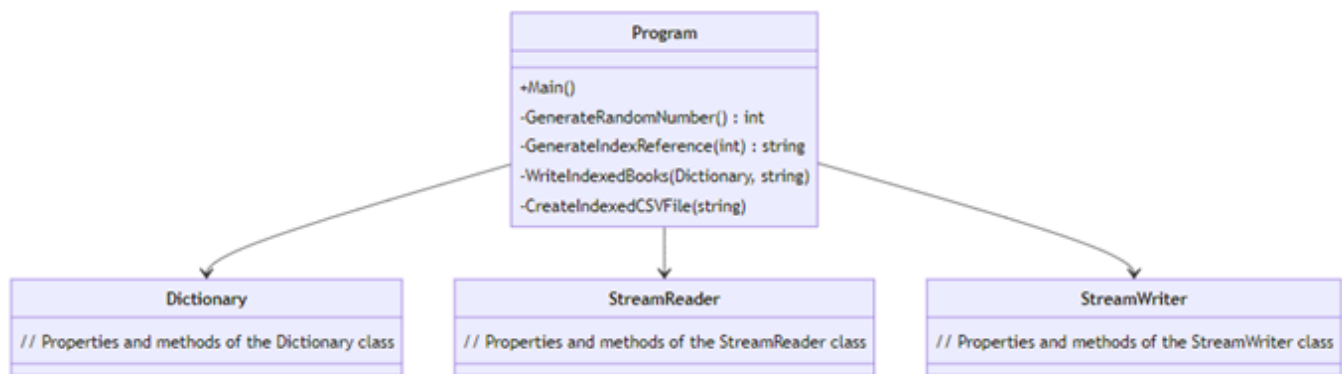 Program
+Main()
-GenerateRandomNumber() : int
-GenerateIndexReference(int) : string
-WriteIndexedBooks(Dictionary, string)
-CreateIndexedCSVFile(string)
Dictionary
// Properties and methods of the Dictionary class
StreamReader
// Properties and methods of the StreamReader class
StreamWriter
// Properties and methods of the StreamWriter class